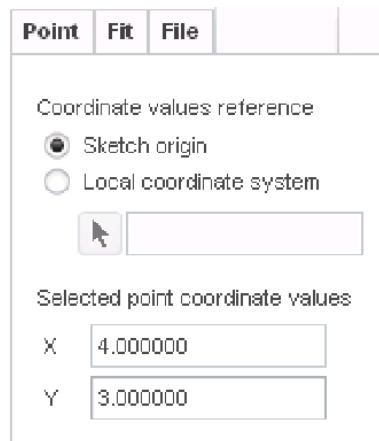 Point Fit File
Coordinate values reference
Sketch origin
Local coordinate system
Selected point coordinate values
X 4.000000
Y 3.000000